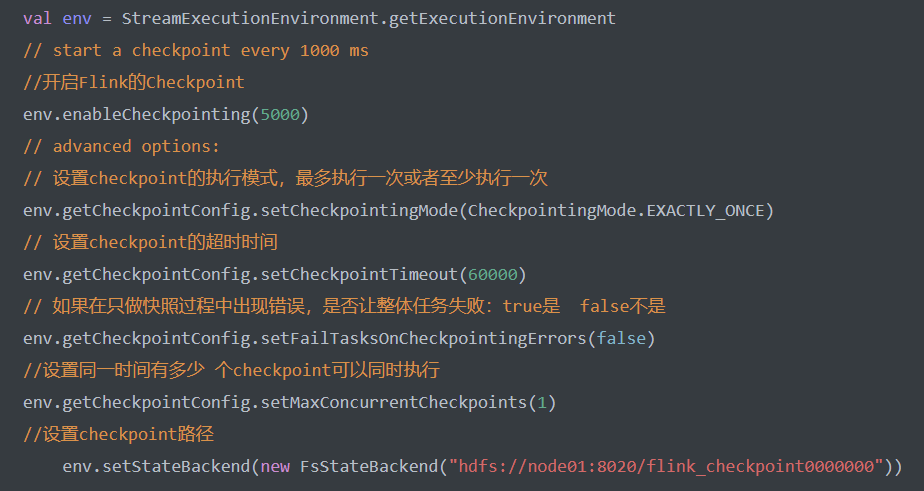 val env = StreamExecutionEnvironment.getExecutionEnvironment
// start a checkpoint every 1000 ms
//开启Flink的Checkpoint
env.enableCheckpointing(5000)
// advanced options:
// 设置checkpoint的执行模式，最多执行一次或者至少执行一次
env.getCheckpointConfig.setCheckpointingMode(CheckpointingMode.EXACTLY_ONCE)
// 设置checkpoint的超时时间
env.getCheckpointConfig.setCheckpointTimeout(60000)
// 如果在只做快照过程中出现错误，是否让整体任务失败：true是  false不是
env.getCheckpointConfig.setFailTasksOnCheckpointingErrors(false)
//设置同一时间有多少 个checkpoint可以同时执行
env.getCheckpointConfig.setMaxConcurrentCheckpoints(1)
//设置checkpoint路径
    env.setStateBackend(new FsStateBackend("hdfs://node01:8020/flink_checkpoint0000000"))